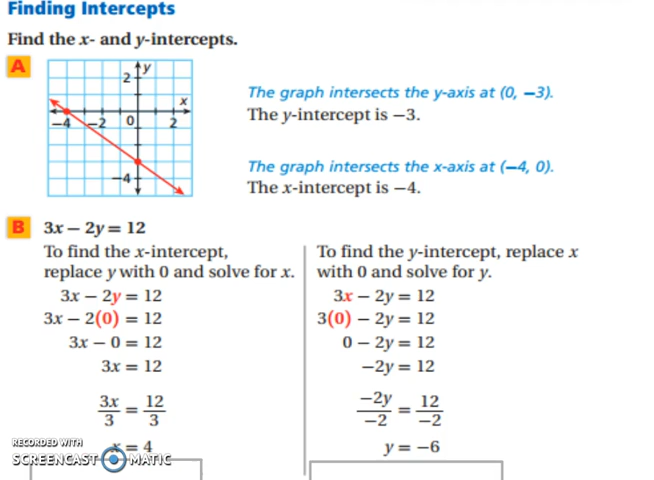 Finding Intercepts
Find the x- and y-intercepts.
A
y
2
x
−4 −2 0 2
−4
The graph intersects the y-axis at (0, −3).
The y-intercept is −3.
The graph intersects the x-axis at (−4, 0).
The x-intercept is −4.
B 3x − 2y = 12
To find the x-intercept,
replace y with 0 and solve for x.
3x − 2y = 12
3x − 2(0) = 12
3x − 0 = 12
3x = 12
3x/3 = 12/3
x = 4
To find the y-intercept, replace x
with 0 and solve for y.
3x − 2y = 12
3(0) − 2y = 12
0 − 2y = 12
−2y = 12
−2y/−2 = 12/−2
y = −6
RECORDED WITH
SCREENCAST MATIC